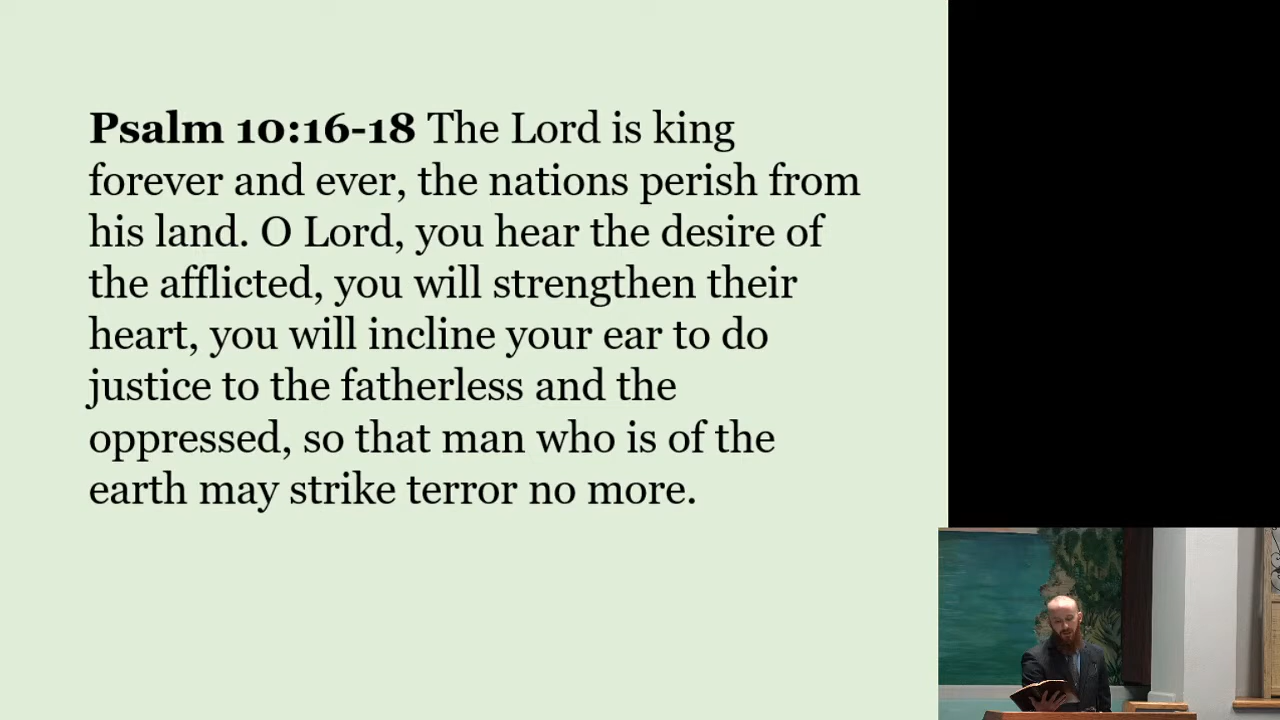 Psalm 10:16-18 The Lord is king
forever and ever, the nations perish from
his land. O Lord, you hear the desire of
the afflicted, you will strengthen their
heart, you will incline your ear to do
justice to the fatherless and the
oppressed, so that man who is of the
earth may strike terror no more.